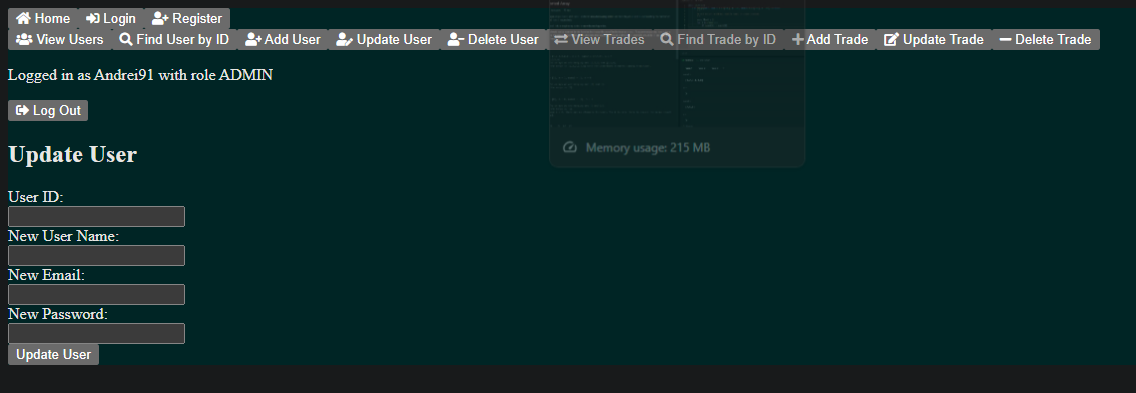 Home Login Register
View Users Find User by ID Add User Update User Delete User View Trades Find Trade by ID Add Trade Update Trade Delete Trade
Logged in as Andrei91 with role ADMIN
Log Out
Memory usage: 215 MB
Update User
User ID:
New User Name:
New Email:
New Password:
Update User